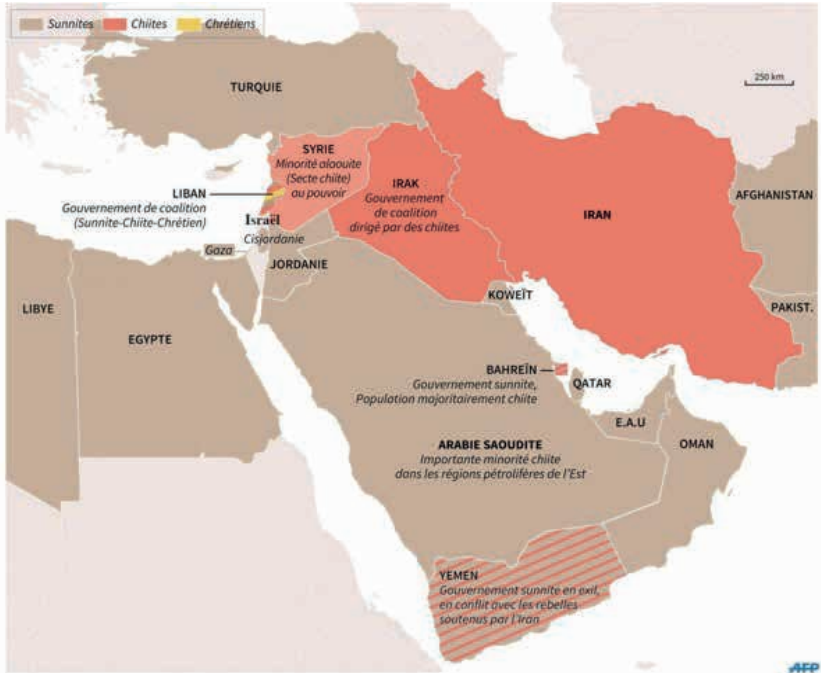 Sunnites Chiites Chrétiens
250 km
TURQUIE
SYRIE
Minorité alaouite
(Secte chiite)
au pouvoir
LIBAN
Gouvernement de coalition
(Sunnite-Chiite-Chrétien)
IRAK
Gouvernement
de coalition
dirigé par des chiites
IRAN
AFGHANISTAN
Israël
Cisjordanie
Gaza
JORDANIE
KOWEÏT
PAKIST.
LIBYE
EGYPTE
BAHREÏN
Gouvernement sunnite,
Population majoritairement chiite
QATAR
E.A.U
OMAN
ARABIE SAOUDITE
Importante minorité chiite
dans les régions pétrolifères de l'Est
YEMEN
Gouvernement sunnite en exil,
en conflit avec les rebelles
soutenus par l'Iran
AFP